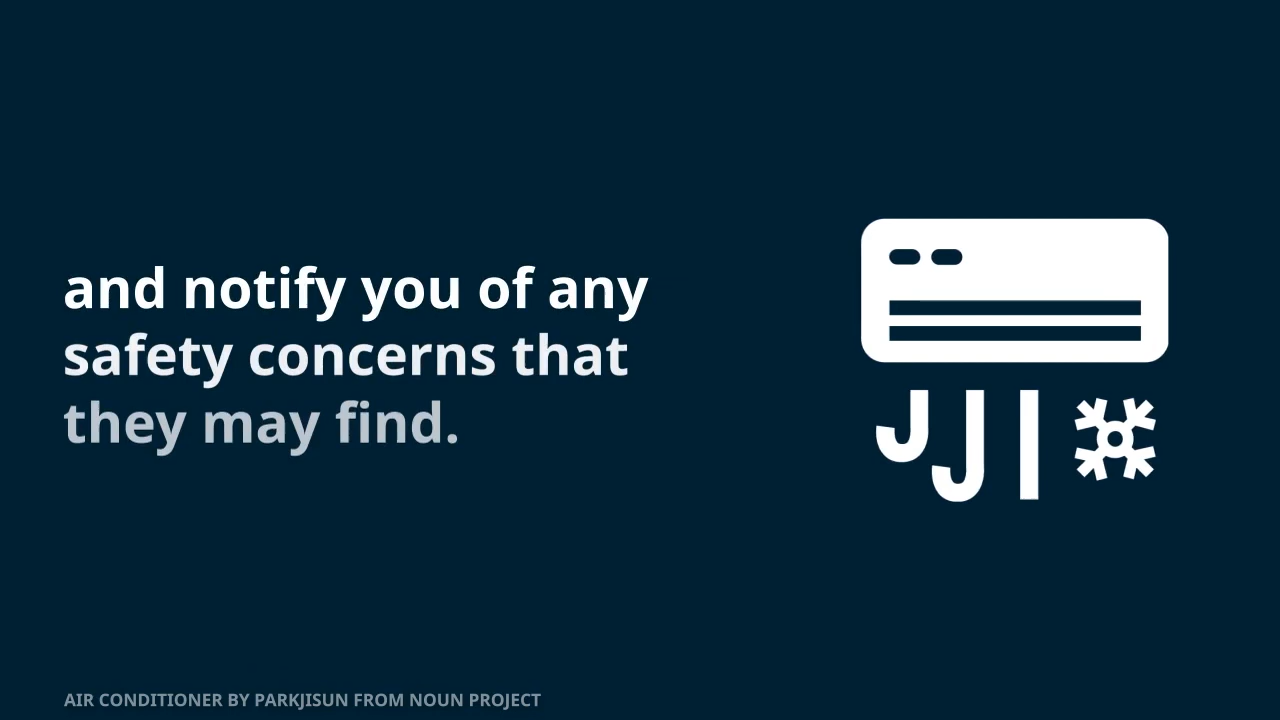 and notify you of any
safety concerns that
they may find.
AIR CONDITIONER BY PARKJISUN FROM NOUN PROJECT